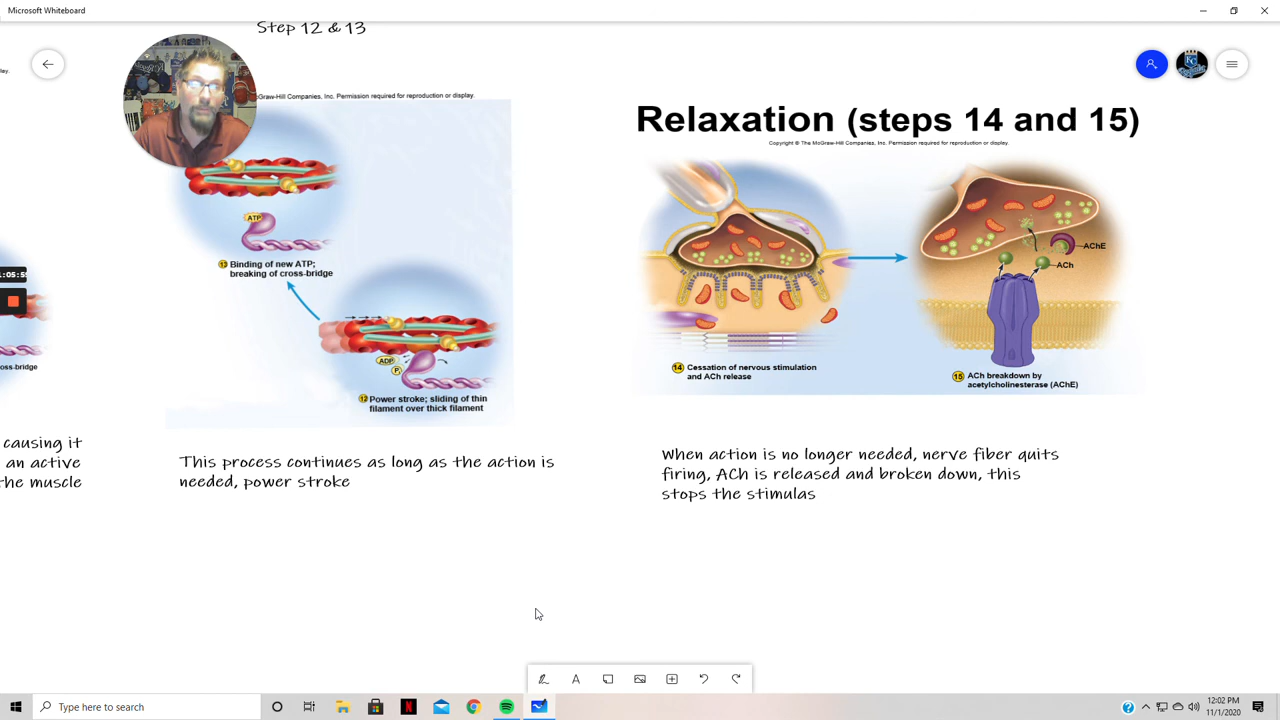 Microsoft Whiteboard
Step 12 & 13
lay.
Graw-Hill Companies, Inc. Permission required for reproduction or display.
Relaxation (steps 14 and 15)
Copyright © The McGraw-Hill Companies, Inc. Permission required for reproduction or display.
ATP
13 Binding of new ATP;
breaking of cross-bridge
AChE
ACh
1:05:5
ADP
P
oss-bridge
12 Power stroke; sliding of thin
filament over thick filament
14 Cessation of nervous stimulation
and ACh release
15 ACh breakdown by
acetylcholinesterase (AChE)
causing it
an active
the muscle
This process continues as long as the action is
needed, power stroke
When action is no longer needed, nerve fiber quits
firing, ACh is released and broken down, this
stops the stimulas
Type here to search
12:02 PM
11/1/2020